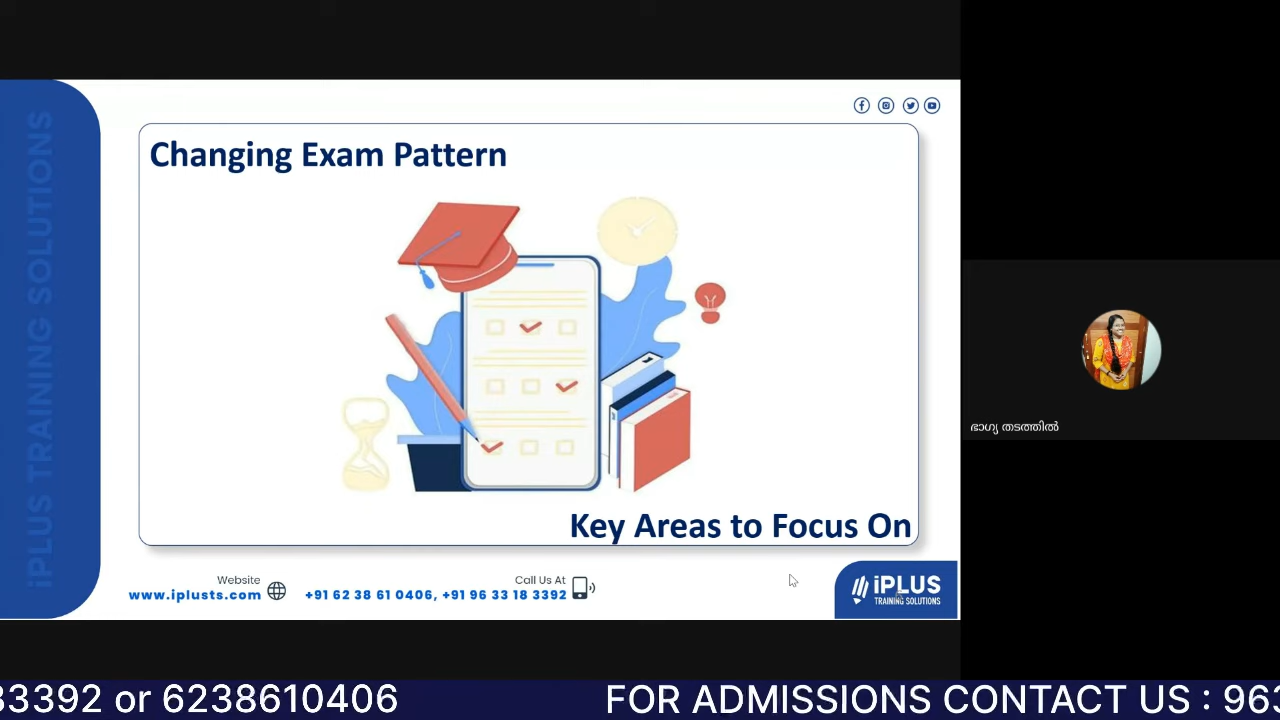 iPLUS TRAINING SOLUTIONS
Changing Exam Pattern
Key Areas to Focus On
ഭാഗ്യ തടത്തിൽ
Website
www.iplusts.com
Call Us At
+91 62 38 61 0406, +91 96 33 18 3392
iPLUS
TRAINING SOLUTIONS
33392 or 6238610406 FOR ADMISSIONS CONTACT US : 963